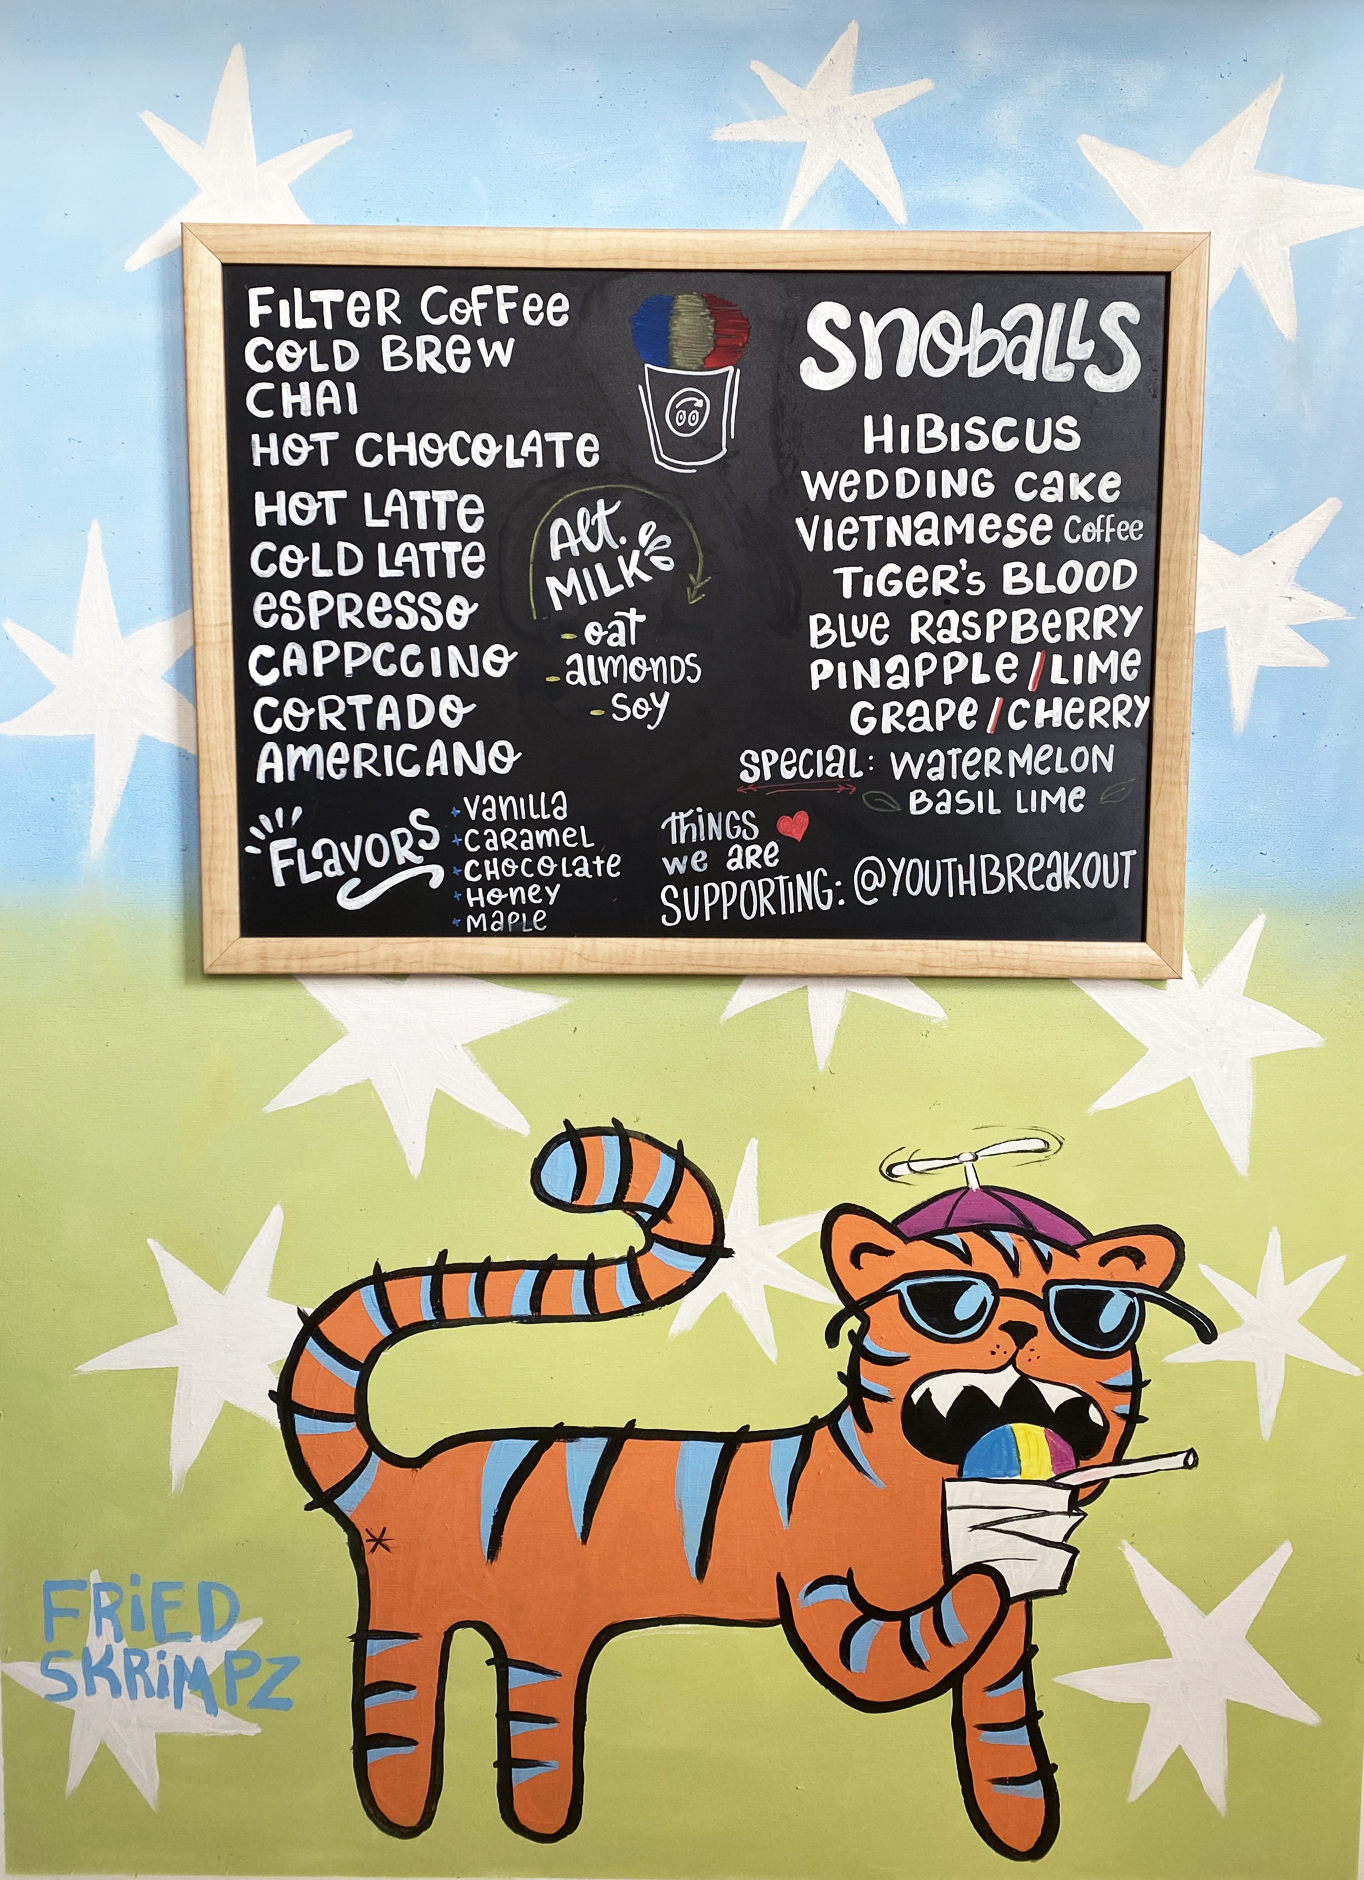 FILTER COFFee
COLD BREW
CHAI
HOT CHOCOLATE
HOT LATTE
COLD LATTE
eSPRESSO
CAPPCCINO
CORTADO
AMeRICANO
FLavORS
vanilla
CaRaMeL
CHOCOLate
Honey
MaPLe
Alt.
MILK
- oat
- almonds
- soy
Snoballs
HiBiSCUS
WeDDING Cake
VIeTNaMeSe Coffee
TiGeR's BLOOD
BLUe RasPBeRRY
PINaPPLe / LIMe
GRaPe / CHeRRY
SPeCiaL: WateRMeLON
BaSIL LIMe
thiNGS
we aRe
SUPPORTiNG: @YOUTHBReaKOUT
FRiED
SKRiMPZ